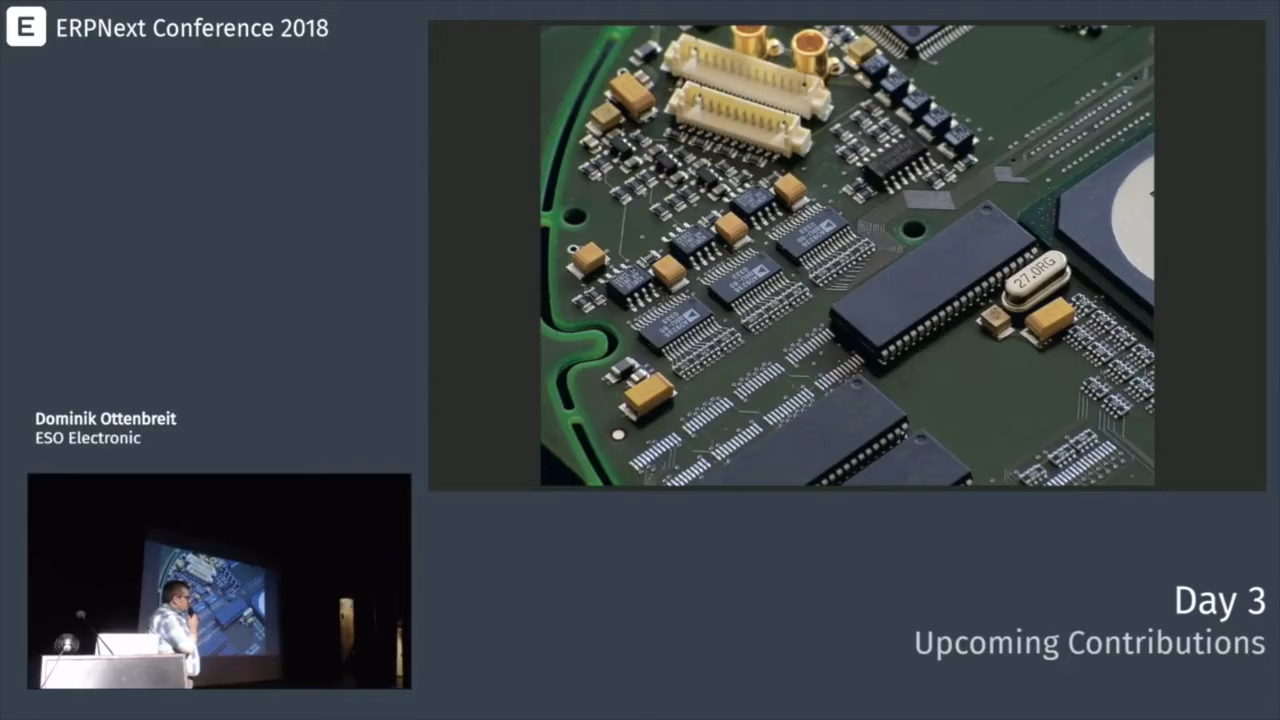 E ERPNext Conference 2018
27.0RG
Dominik Ottenbreit
ESO Electronic
Day 3
Upcoming Contributions